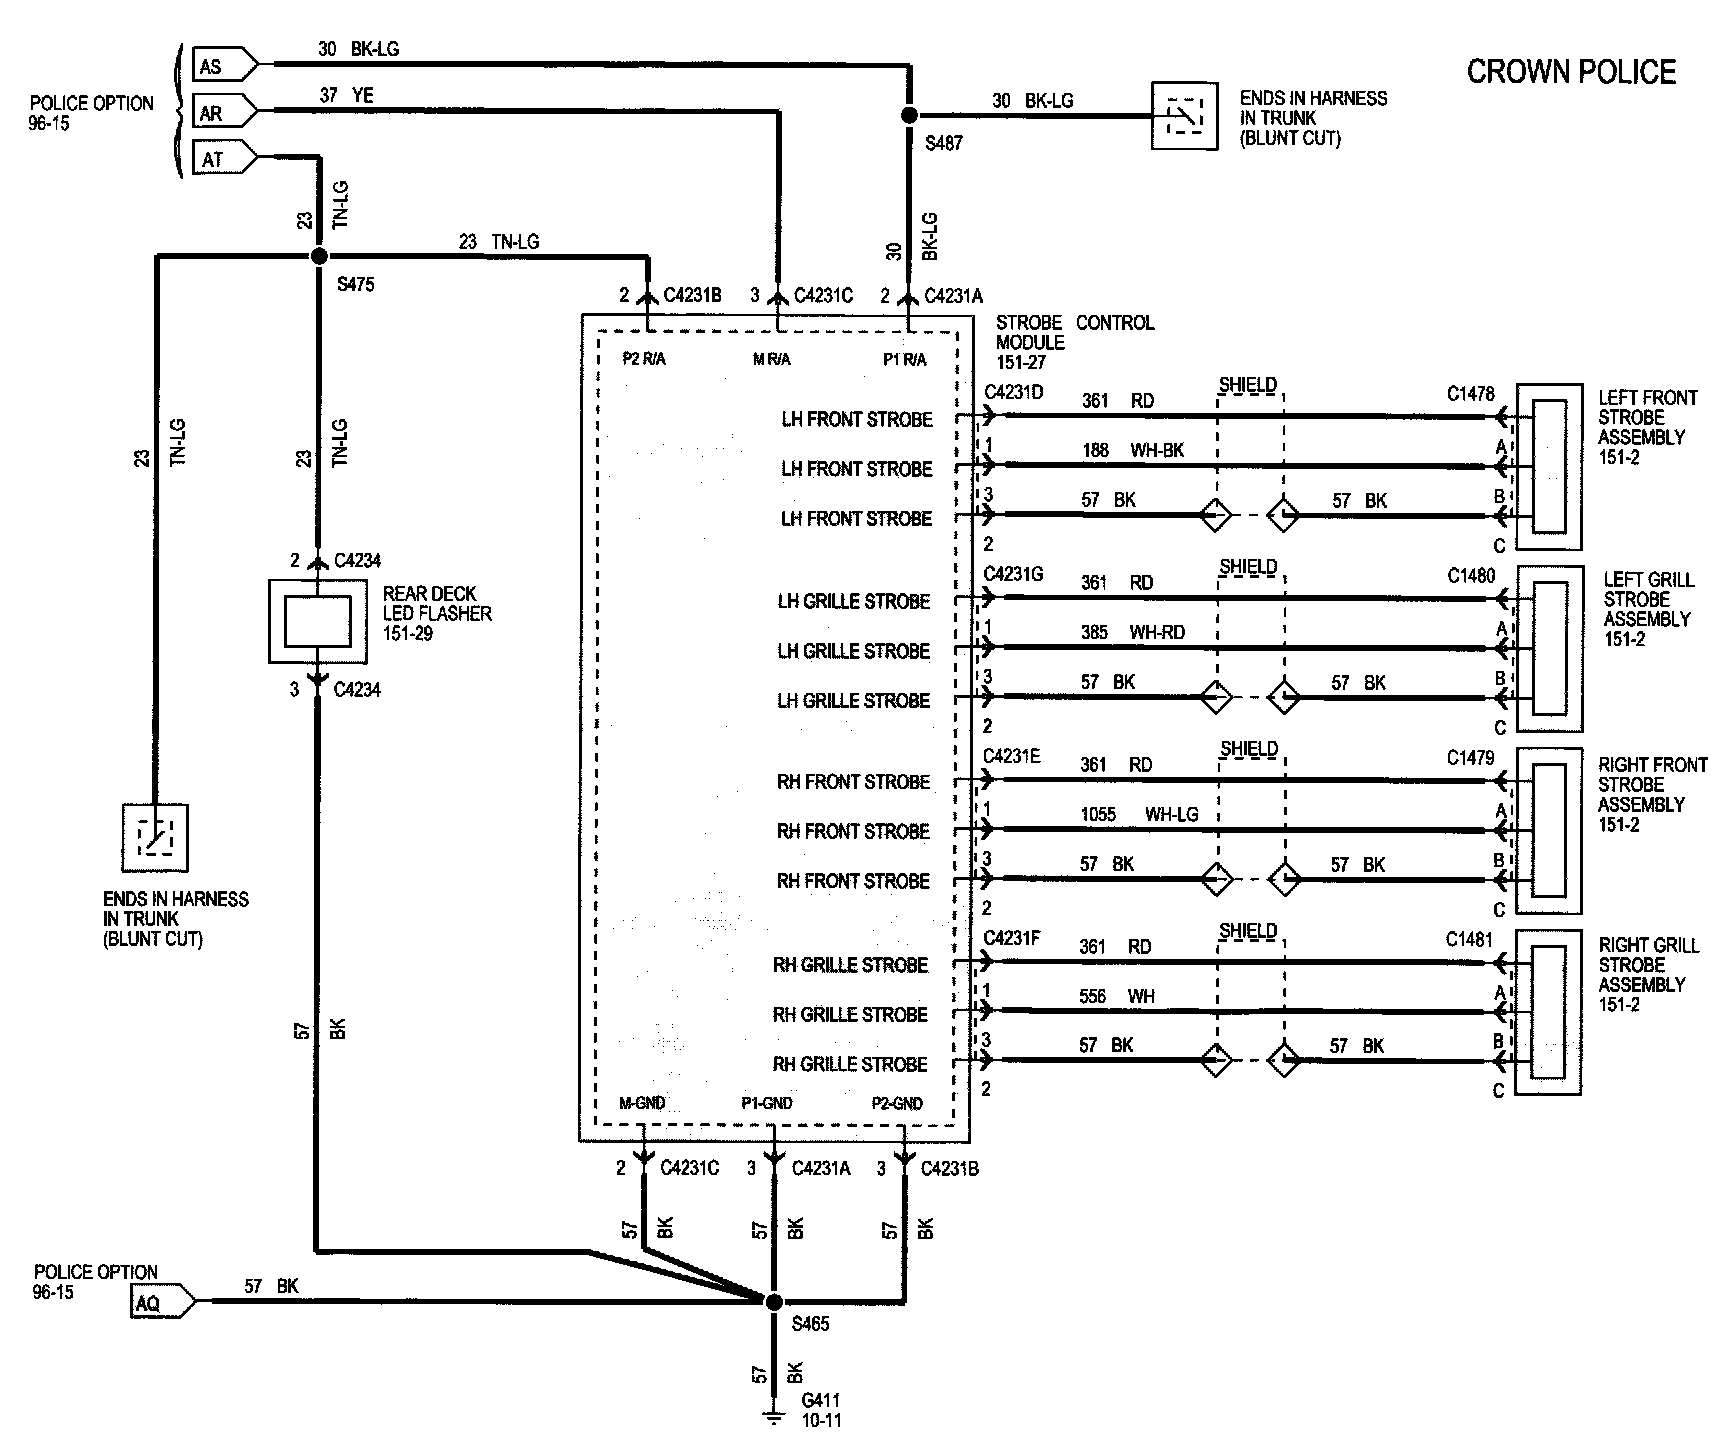 CROWN POLICE
POLICE OPTION
96-15
AS
30 BK-LG
AR
37 YE
AT
23
TN-LG
30 BK-LG
S487
ENDS IN HARNESS
IN TRUNK
(BLUNT CUT)
30
BK-LG
23 TN-LG
S475
2 C4231B
3 C4231C
2 C4231A
STROBE CONTROL
MODULE
151-27
P2 R/A
M R/A
P1 R/A
23
TN-LG
23
TN-LG
2 C4234
REAR DECK
LED FLASHER
151-29
3 C4234
ENDS IN HARNESS
IN TRUNK
(BLUNT CUT)
57
BK
LH FRONT STROBE
C4231D
361 RD
SHIELD
C1478
LEFT FRONT
STROBE
ASSEMBLY
151-2
1
188 WH-BK
A
LH FRONT STROBE
3
57 BK
57 BK
B
LH FRONT STROBE
2
C
C4231G
361 RD
SHIELD
C1480
LEFT GRILL
STROBE
ASSEMBLY
151-2
LH GRILLE STROBE
1
385 WH-RD
A
LH GRILLE STROBE
3
57 BK
57 BK
B
LH GRILLE STROBE
2
C
C4231E
361 RD
SHIELD
C1479
RIGHT FRONT
STROBE
ASSEMBLY
151-2
RH FRONT STROBE
1
1055 WH-LG
A
RH FRONT STROBE
3
57 BK
57 BK
B
RH FRONT STROBE
2
C
C4231F
361 RD
SHIELD
C1481
RIGHT GRILL
STROBE
ASSEMBLY
151-2
RH GRILLE STROBE
1
556 WH
A
RH GRILLE STROBE
3
57 BK
57 BK
B
RH GRILLE STROBE
2
C
M-GND
P1-GND
P2-GND
2 C4231C
3 C4231A
3 C4231B
57
BK
57
BK
57
BK
POLICE OPTION
96-15
AQ
57 BK
S465
57
BK
G411
10-11